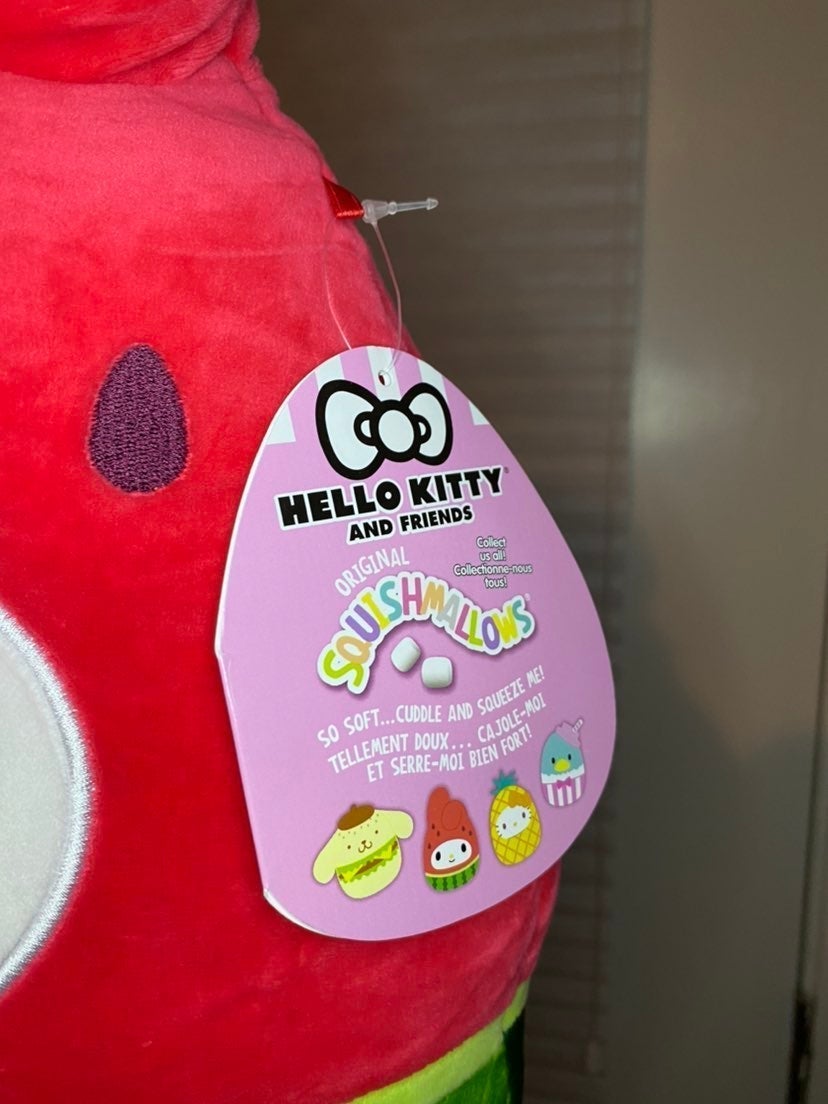 HELLO KITTY®
AND FRIENDS
Collect
us all!
Collectionne-nous
tous!
ORIGINAL
SQUISHMALLOWS®
SO SOFT...CUDDLE AND SQUEEZE ME!
TELLEMENT DOUX... CAJOLE-MOI
ET SERRE-MOI BIEN FORT!